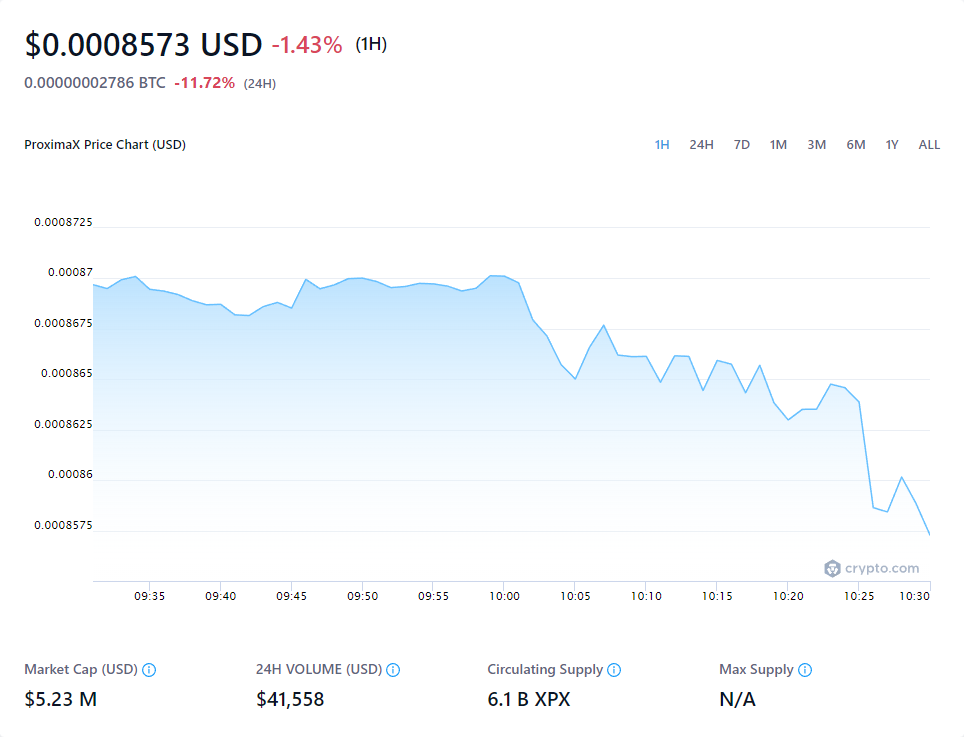 $0.0008573 USD -1.43% (1H)
0.00000002786 BTC -11.72% (24H)
ProximaX Price Chart (USD) 1H 24H 7D 1M 3M 6M 1Y ALL
0.0008725
0.00087
0.0008675
0.000865
0.0008625
0.00086
0.0008575
crypto.com
09:35 09:40 09:45 09:50 09:55 10:00 10:05 10:10 10:15 10:20 10:25 10:30
Market Cap (USD) 24H VOLUME (USD) Circulating Supply Max Supply
$5.23 M $41,558 6.1 B XPX N/A